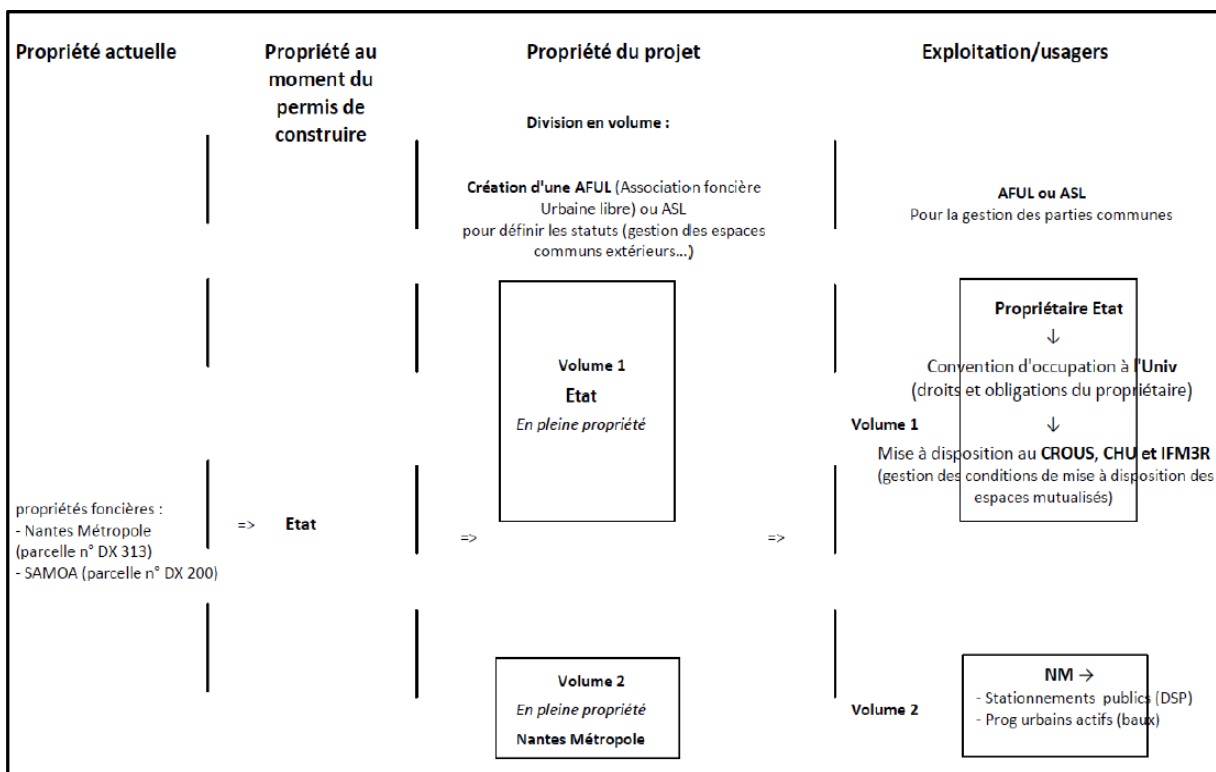 Propriété actuelle
Propriété au
moment du
permis de
construire
Propriété du projet
Exploitation/usagers
Division en volume :
Création d'une AFUL (Association foncière
Urbaine libre) ou ASL
pour définir les statuts (gestion des espaces
communs extérieurs...)
AFUL ou ASL
Pour la gestion des parties communes
propriétés foncières :
- Nantes Métropole
(parcelle n° DX 313)
- SAMOA (parcelle n° DX 200)
=>
Etat
=>
Volume 1
Etat
En pleine propriété
=>
Volume 1
Propriétaire Etat
↓
Convention d'occupation à l'Univ
(droits et obligations du propriétaire)
↓
Mise à disposition au CROUS, CHU et IFM3R
(gestion des conditions de mise à disposition des
espaces mutualisés)
Volume 2
En pleine propriété
Nantes Métropole
Volume 2
NM →
- Stationnements publics (DSP)
- Prog urbains actifs (baux)